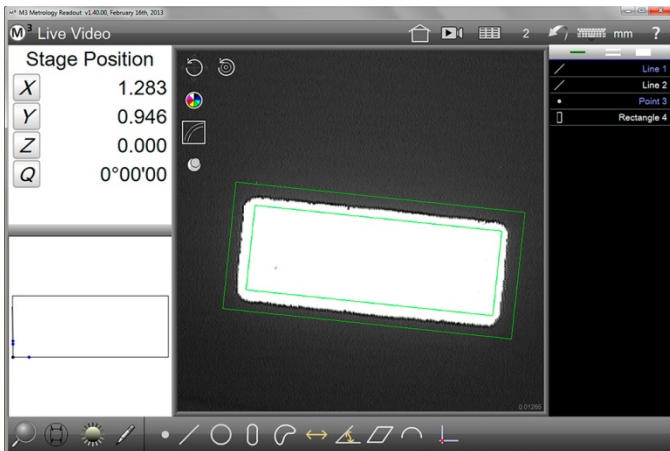 M³ M3 Metrology Readout v1.40.00, February 16th, 2013
M³ Live Video
2
mm
?
Stage Position
X 1.283
Y 0.946
Z 0.000
Q 0°00'00
Line 1
Line 2
Point 3
Rectangle 4
0.01266